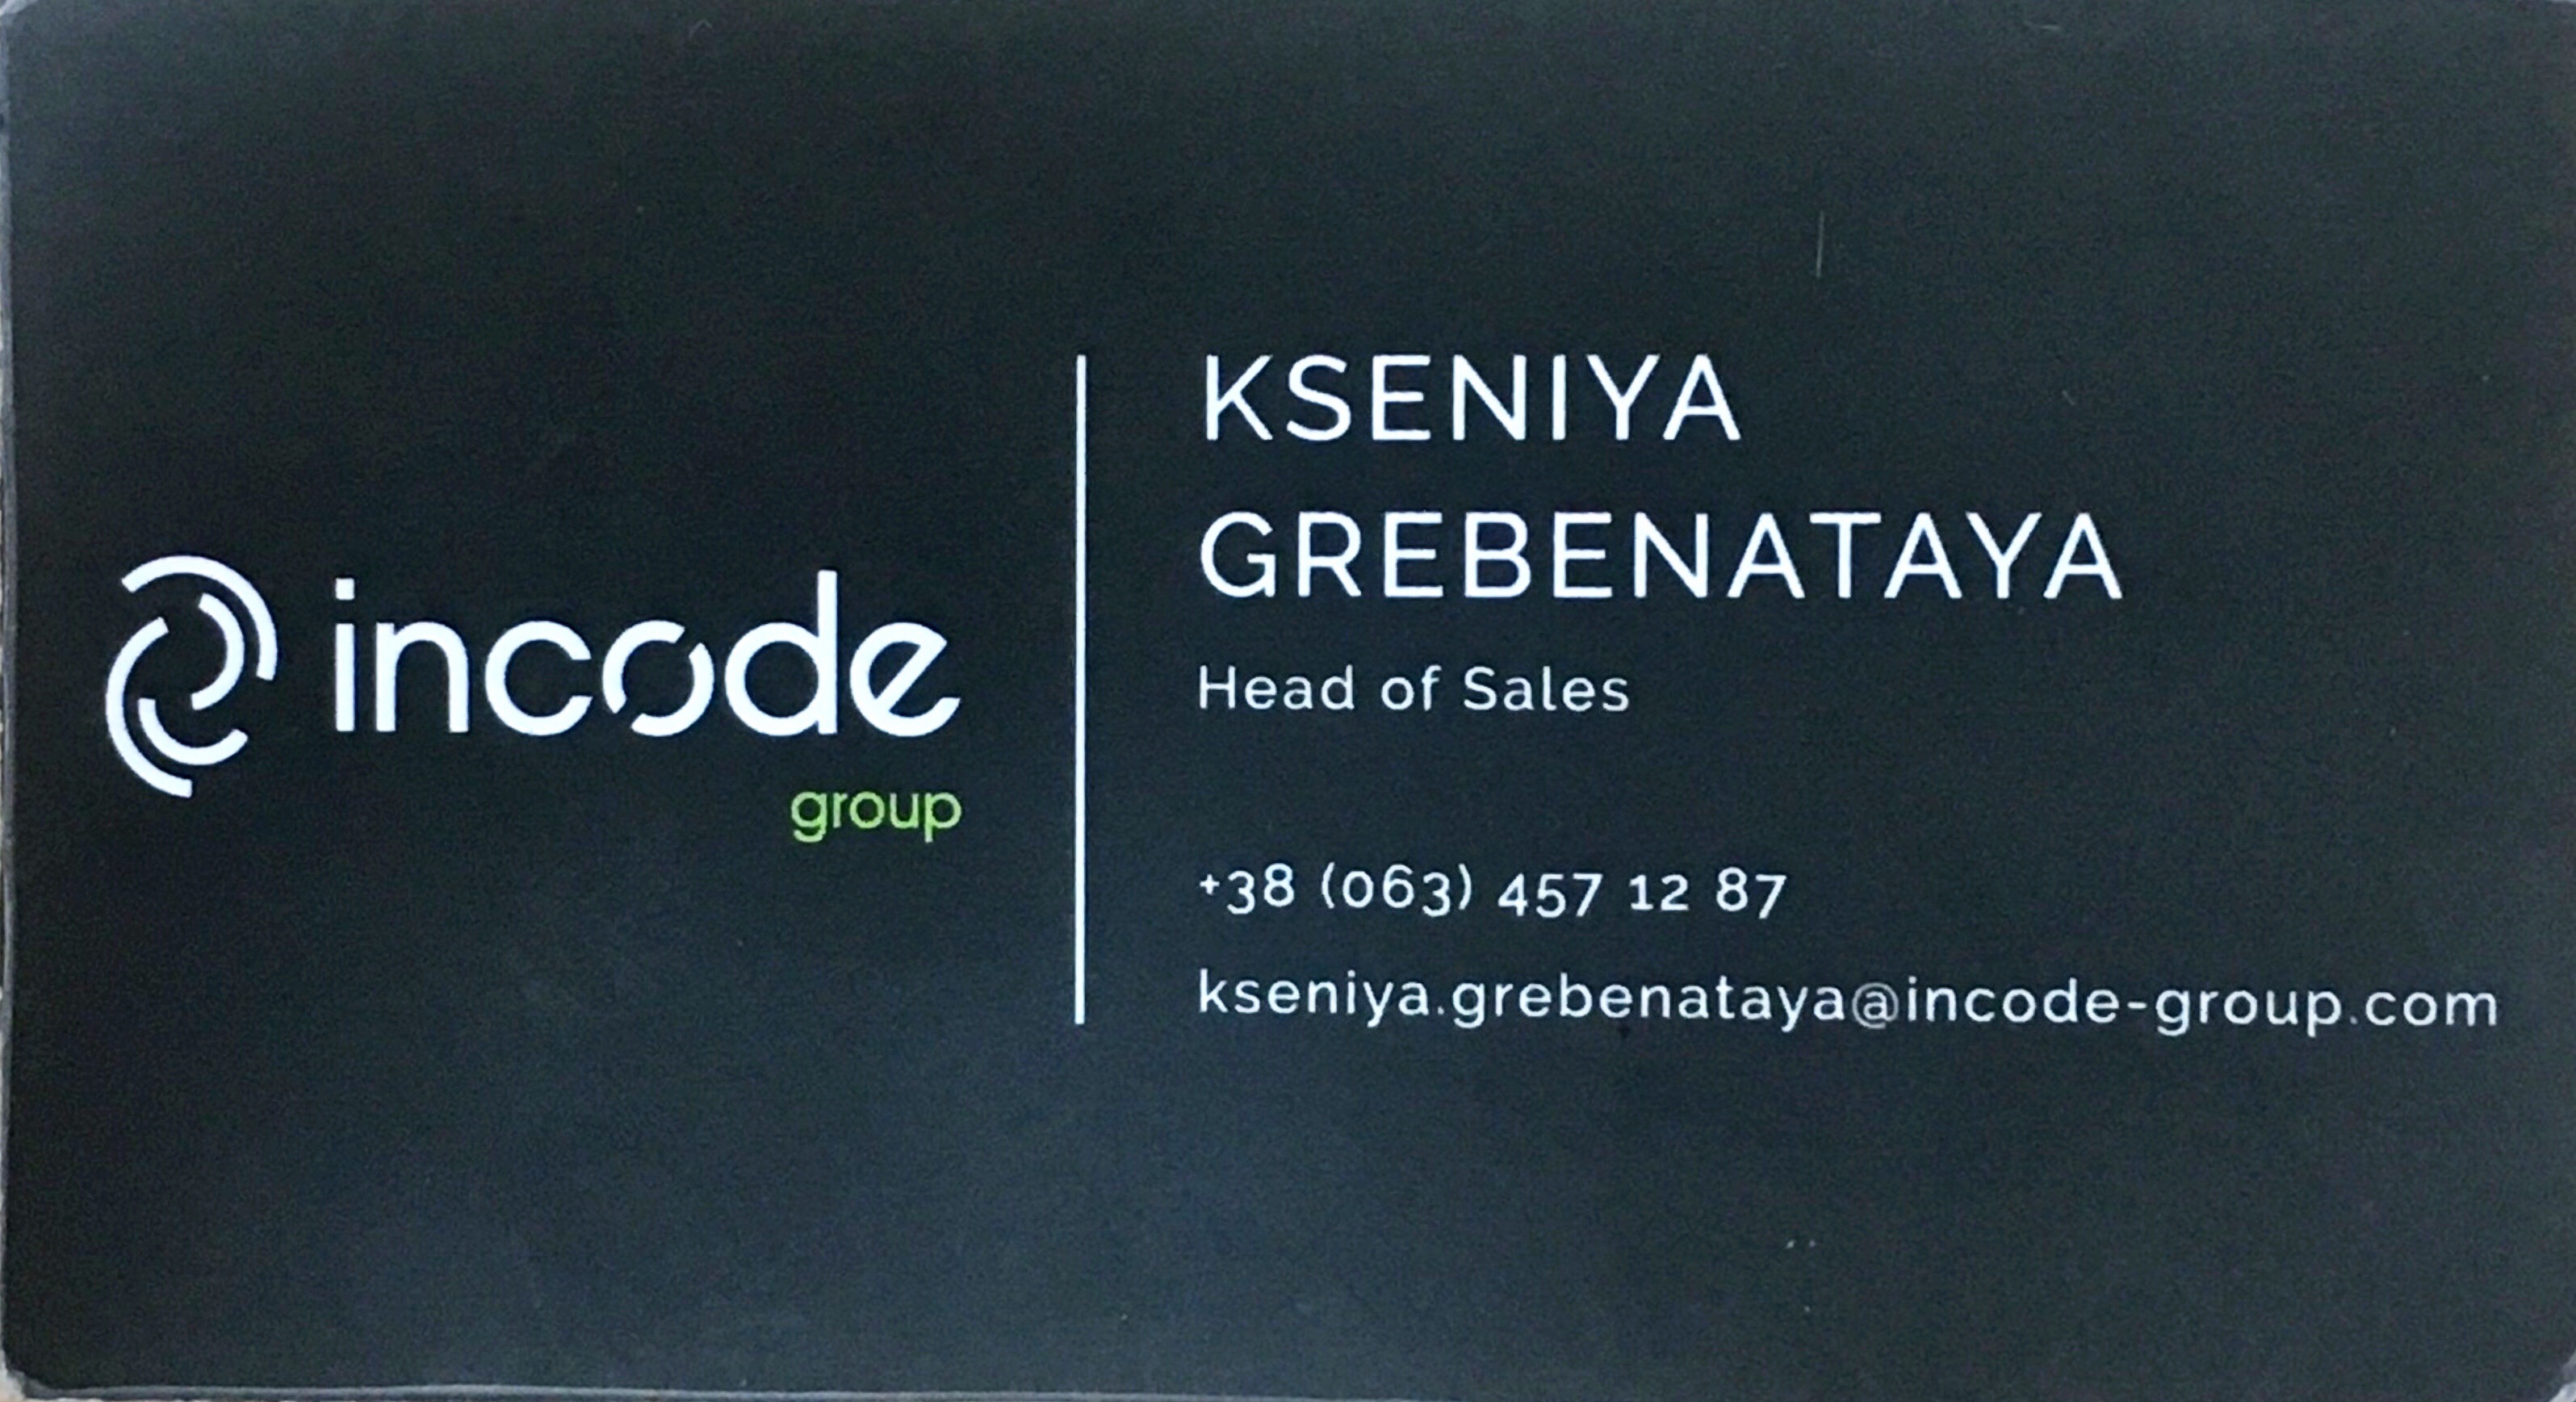 incode
group
KSENIYA
GREBENATAYA
Head of Sales
+38 (063) 457 12 87
kseniya.grebenataya@incode-group.com